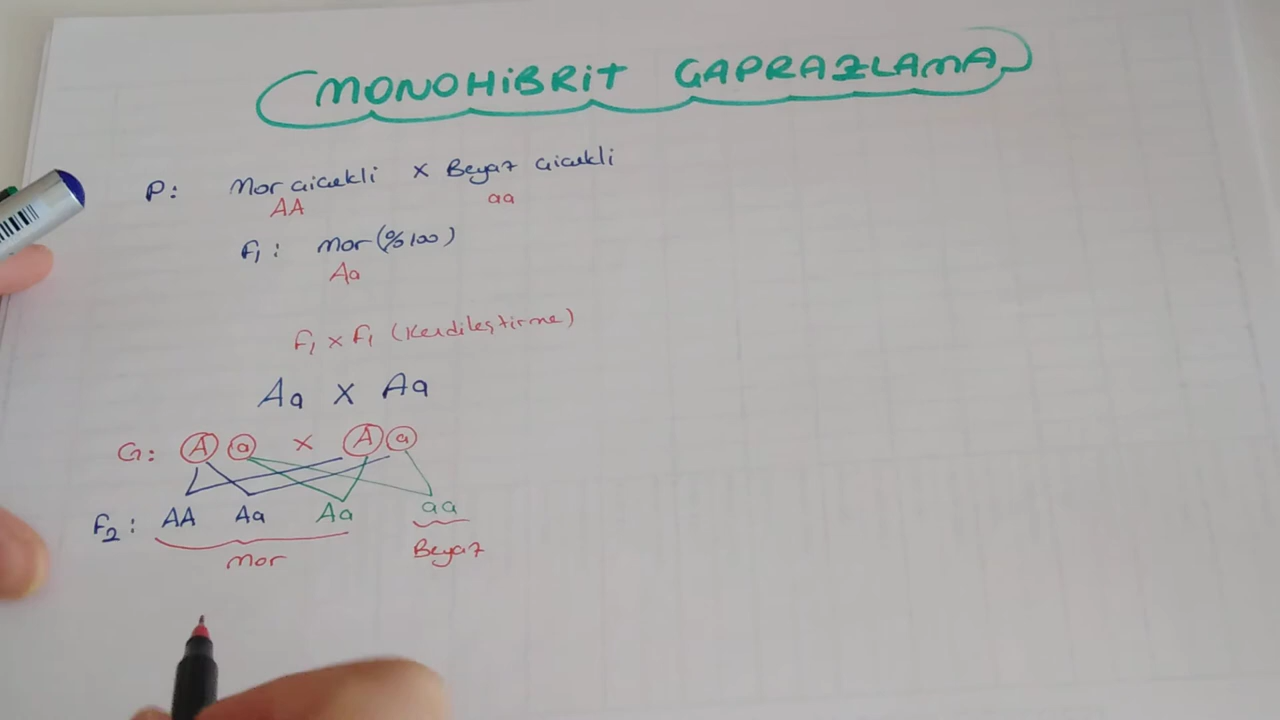 MONOHİBRİT ÇAPRAZLAMA
P: Mor çiçekli x Beyaz çiçekli
AA aa
F1: mor (%100)
Aa
F1 x F1 (Kendileştirme)
Aa X Aa
G: A a x A a
F2: AA Aa Aa aa
mor Beyaz